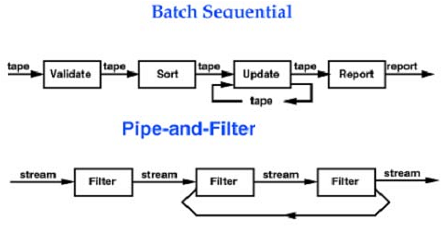 Batch Sequential
tape Validate tape Sort tape Update tape Report report
tape
Pipe-and-Filter
stream Filter stream Filter stream Filter stream